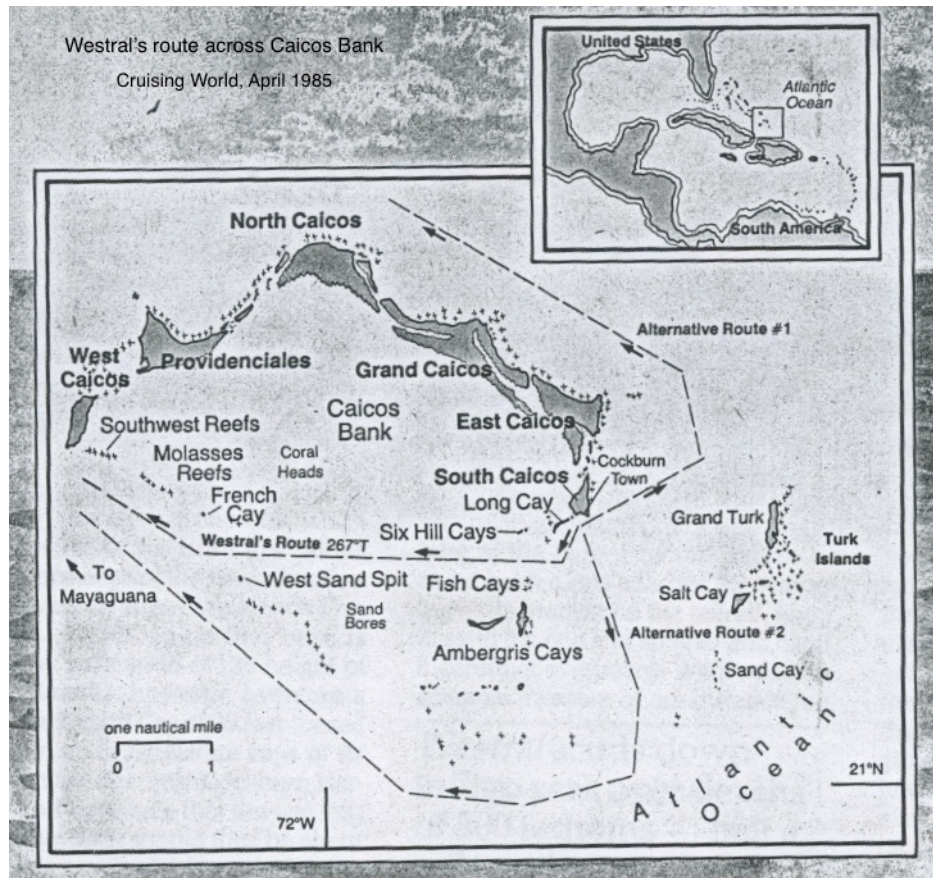 Westral's route across Caicos Bank
Cruising World, April 1985
United States
Atlantic
Ocean
South America
North Caicos
Alternative Route #1
West
Caicos
Providenciales
Grand Caicos
Caicos
Bank
East Caicos
Southwest Reefs
Molasses
Reefs
Coral
Heads
Cockburn
Town
South Caicos
French
Cay
Long Cay
Six Hill Cays
Grand Turk
Turk
Islands
Westral's Route 267°T
To
Mayaguana
West Sand Spit
Fish Cays
Salt Cay
Sand
Bores
Alternative Route #2
Ambergris Cays
Sand Cay
one nautical mile
0
Atlantic
Ocean
21°N
72°W